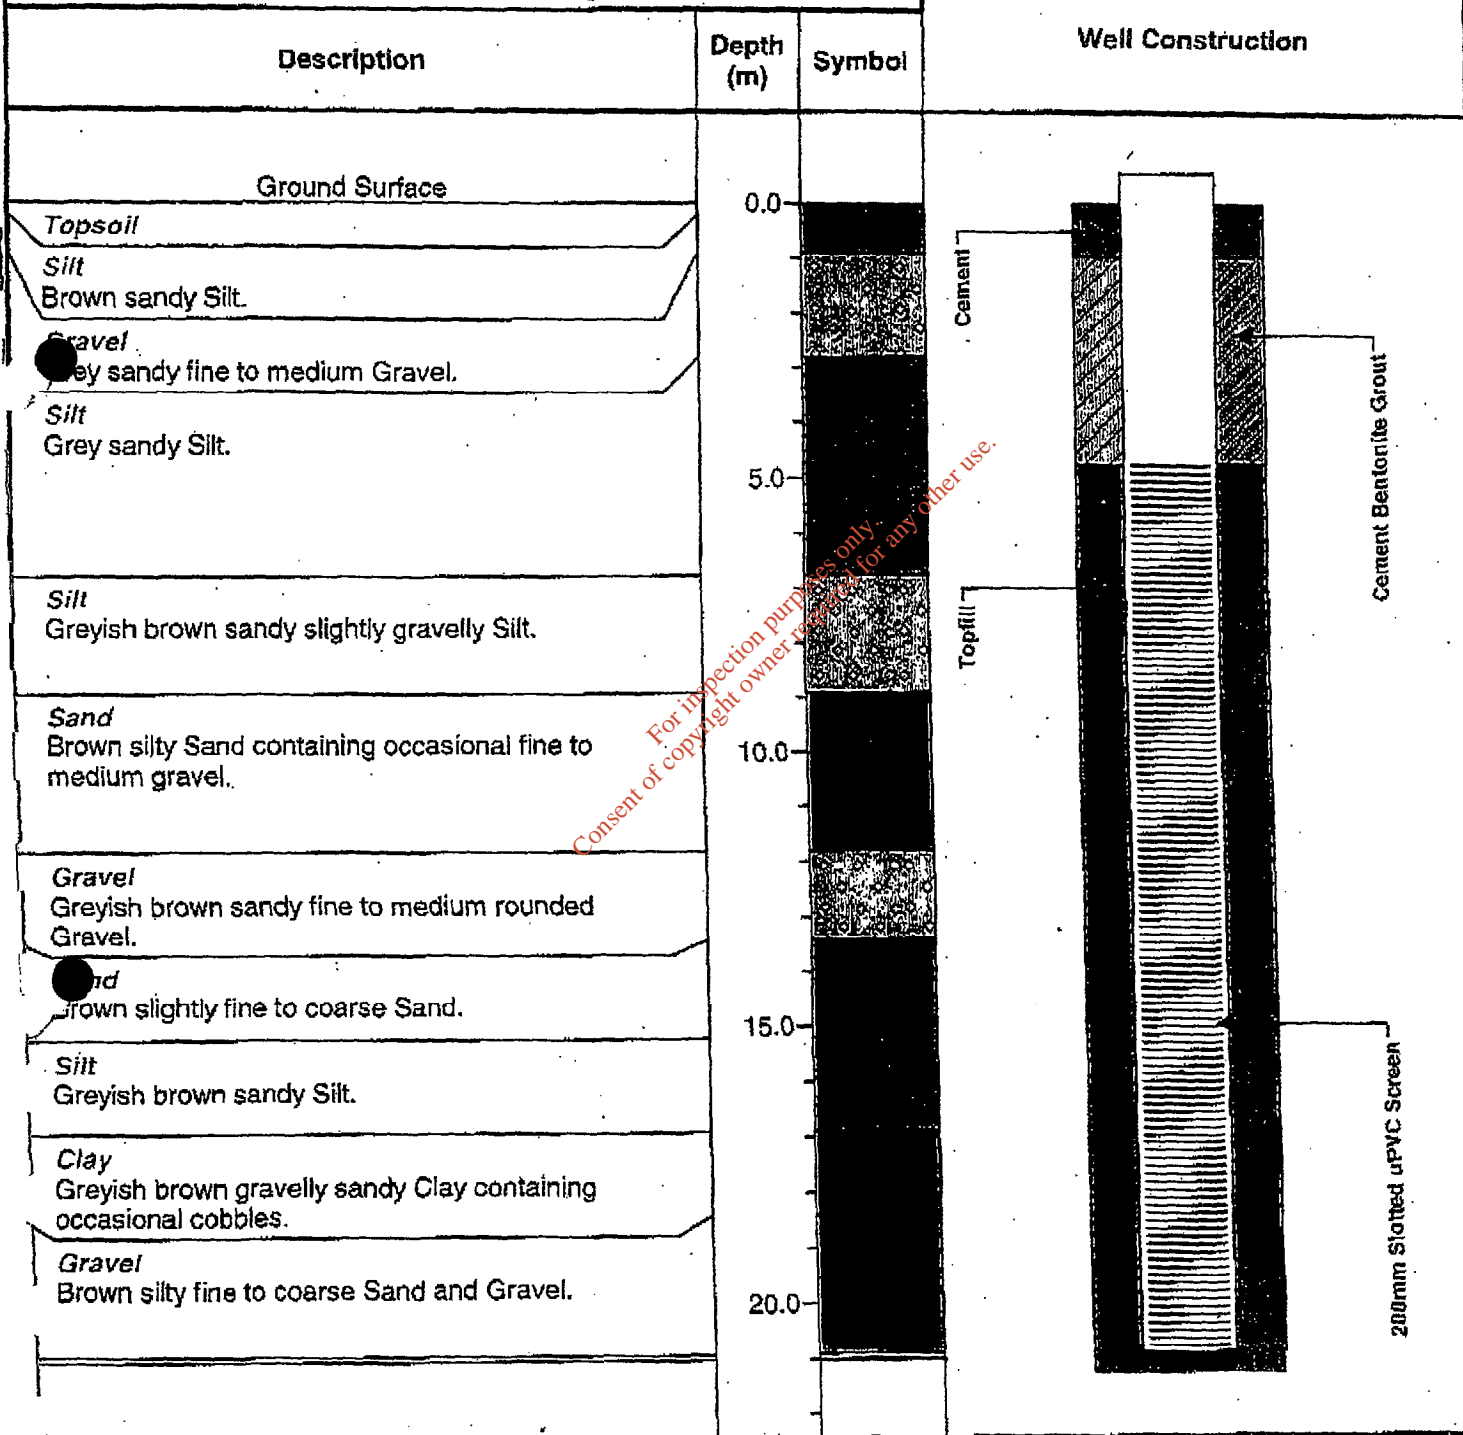 Description
Depth
(m)
Symbol
Well Construction
Ground Surface
Topsoil
Silt
Brown sandy Silt.
Gravel
Grey sandy fine to medium Gravel.
Silt
Grey sandy Silt.
Silt
Greyish brown sandy slightly gravelly Silt.
Sand
Brown silty Sand containing occasional fine to
medium gravel.
Gravel
Greyish brown sandy fine to medium rounded
Gravel.
Sand
Brown slightly fine to coarse Sand.
Silt
Greyish brown sandy Silt.
Clay
Greyish brown gravelly sandy Clay containing
occasional cobbles.
Gravel
Brown silty fine to coarse Sand and Gravel.
0.0
5.0
10.0
15.0
20.0
Cement
Cement Bentonite Grout
Topfill
200mm Slotted uPVC Screen
For inspection purposes only.
Consent of copyright owner required for any other use.